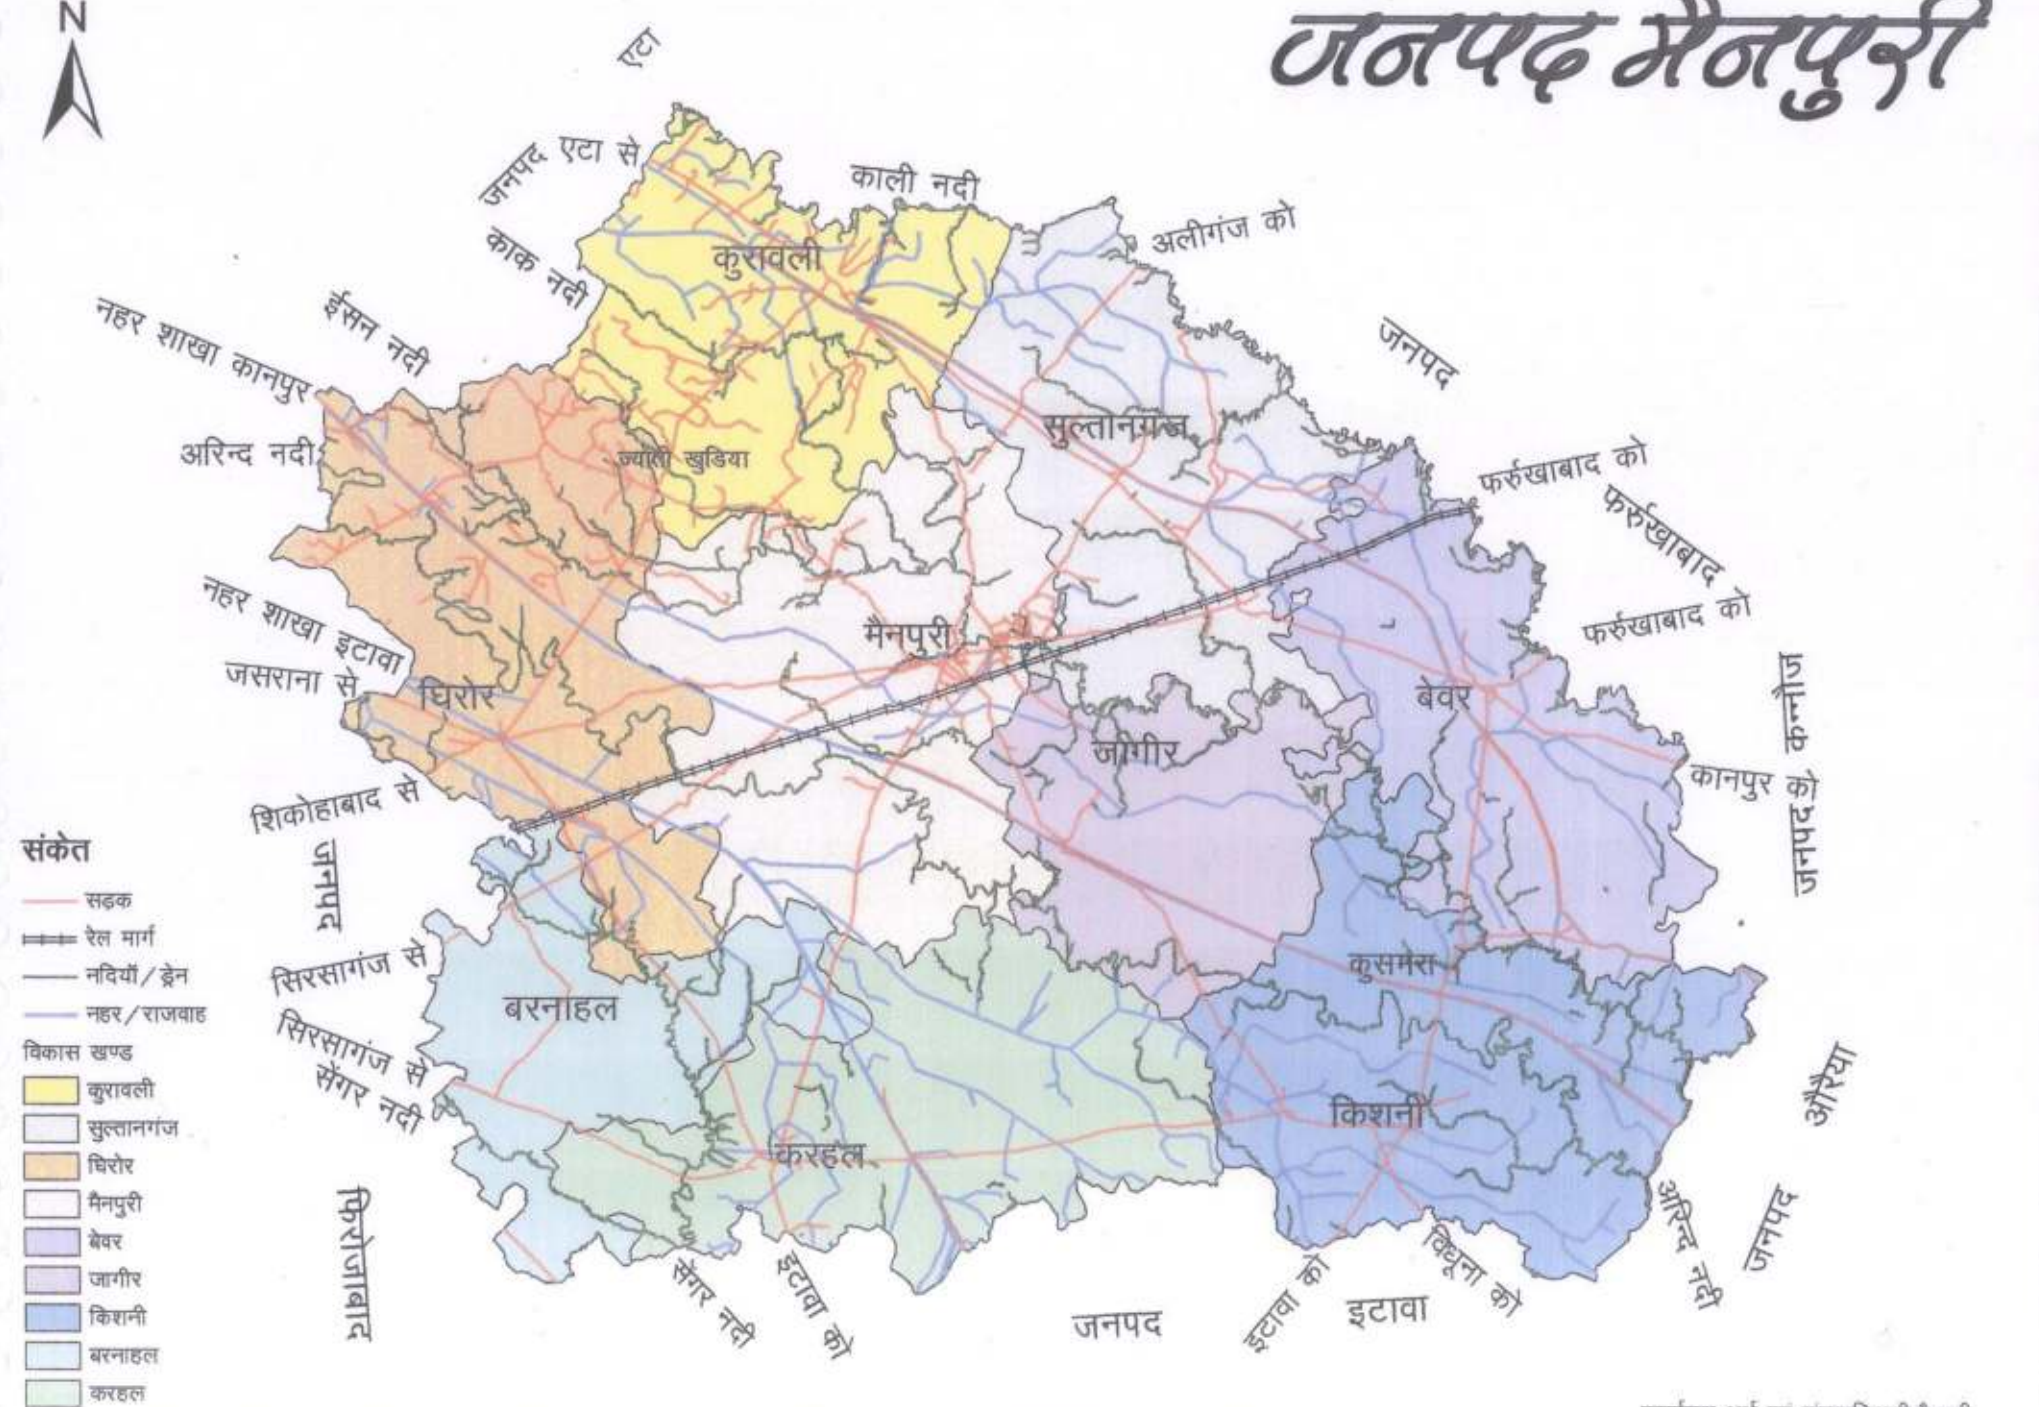 N
जनपद मैनपुरी
एटा
जनपद एटा से
काली नदी
काक नदी
अलीगंज को
कुरावली
ईसन नदी
नहर शाखा कानपुर
जनपद
सुल्तानगंज
अरिन्द नदी
ज्योती खुडिया
फर्रुखाबाद को
फर्रुखाबाद
नहर शाखा इटावा
मैनपुरी
फर्रुखाबाद को
जसराना से
घिरोर
बेवर
जागीर
जनपद कन्नौज
कानपुर को
शिकोहाबाद से
जनपद
फिरोजाबाद
सिरसागंज से
बरनाहल
कुसमरा
सिरसागंज से
सेंगर नदी
औरैया
जनपद
किशनी
करहल
अरिन्द नदी
सेंगर नदी
इटावा को
जनपद
इटावा को
इटावा
विधूना को
संकेत
सड़क
रेल मार्ग
नदियॉ/ड्रेन
नहर/राजवाह
विकास खण्ड
कुरावली
सुल्तानगंज
घिरोर
मैनपुरी
बेवर
जागीर
किशनी
बरनाहल
करहल